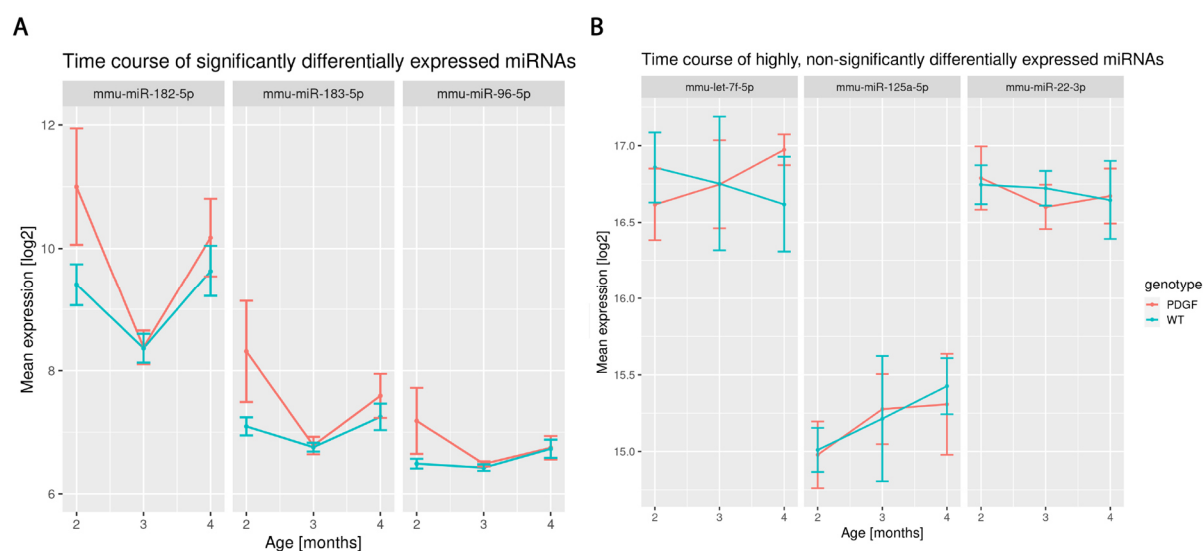 A
Time course of significantly differentially expressed miRNAs
mmu-miR-182-5p
mmu-miR-183-5p
mmu-miR-96-5p
Mean expression [log2]
12
10
8
6
2
3
4
2
3
4
2
3
4
Age [months]
B
Time course of highly, non-significantly differentially expressed miRNAs
mmu-let-7f-5p
mmu-miR-125a-5p
mmu-miR-22-3p
Mean expression [log2]
17.0
16.5
16.0
15.5
15.0
2
3
4
2
3
4
2
3
4
Age [months]
genotype
PDGF
WT